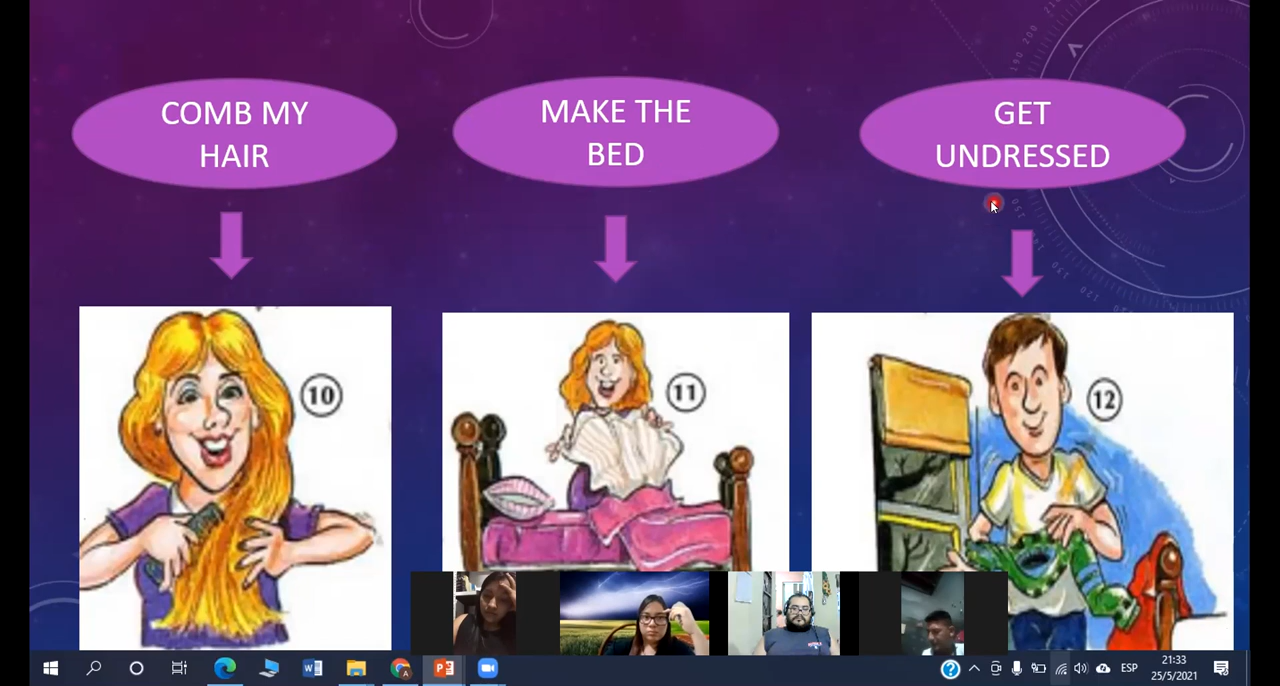 COMB MY
HAIR
MAKE THE
BED
GET
UNDRESSED
10
11
12
ESP
21:33
25/5/2021